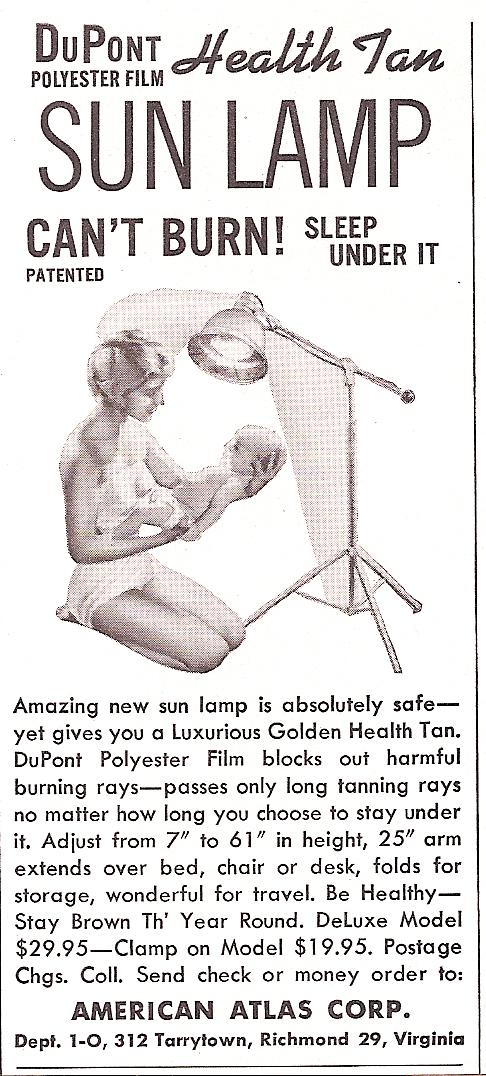 DUPONT Health Tan
POLYESTER FILM
SUN LAMP
CAN'T BURN! SLEEP
UNDER IT
PATENTED
Amazing new sun lamp is absolutely safe—
yet gives you a Luxurious Golden Health Tan.
DuPont Polyester Film blocks out harmful
burning rays—passes only long tanning rays
no matter how long you choose to stay under
it. Adjust from 7″ to 61″ in height, 25″ arm
extends over bed, chair or desk, folds for
storage, wonderful for travel. Be Healthy—
Stay Brown Th' Year Round. DeLuxe Model
$29.95—Clamp on Model $19.95. Postage
Chgs. Coll. Send check or money order to:
AMERICAN ATLAS CORP.
Dept. 1-O, 312 Tarrytown, Richmond 29, Virginia